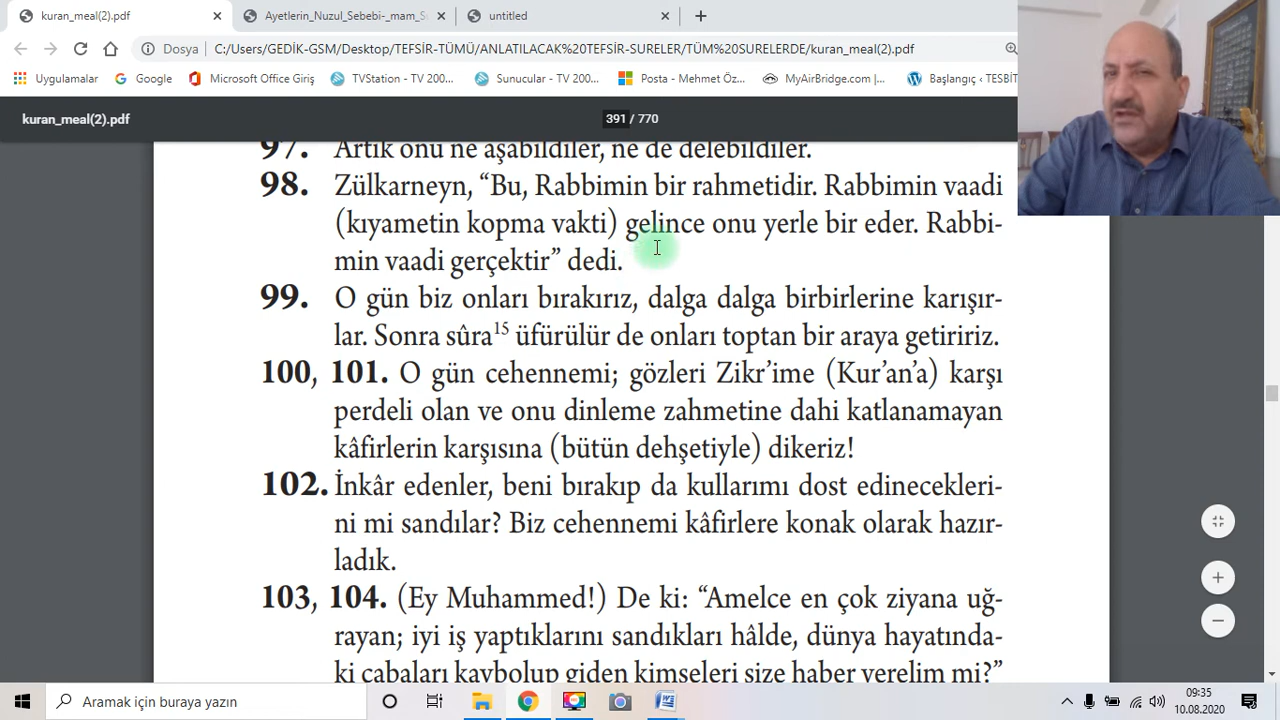 kuran_meal(2).pdf
Ayetlerin_Nuzul_Sebebi-_mam_S
untitled
Dosya
C:/Users/GEDİK-GSM/Desktop/TEFSİR-TÜMÜ/ANLATILACAK%20TEFSİR-SURELER/TÜM%20SURELERDE/kuran_meal(2).pdf
Uygulamalar
Google
Microsoft Office Giriş
TVStation - TV 200...
Sunucular - TV 200...
Posta - Mehmet Öz...
MyAirBridge.com |...
Başlangıç ‹ TESBİT
kuran_meal(2).pdf
391 / 770
97. Artık onu ne aşabildiler, ne de delebildiler.
98. Zülkarneyn, “Bu, Rabbimin bir rahmetidir. Rabbimin vaadi
(kıyametin kopma vakti) gelince onu yerle bir eder. Rabbi-
min vaadi gerçektir” dedi.
99. O gün biz onları bırakırız, dalga dalga birbirlerine karışır-
lar. Sonra sûra15 üfürülür de onları toptan bir araya getiririz.
100, 101. O gün cehennemi; gözleri Zikr’ime (Kur’an’a) karşı
perdeli olan ve onu dinleme zahmetine dahi katlanamayan
kâfirlerin karşısına (bütün dehşetiyle) dikeriz!
102. İnkâr edenler, beni bırakıp da kullarımı dost edinecekleri-
ni mi sandılar? Biz cehennemi kâfirlere konak olarak hazır-
ladık.
103, 104. (Ey Muhammed!) De ki: “Amelce en çok ziyana uğ-
rayan; iyi iş yaptıklarını sandıkları hâlde, dünya hayatında-
ki çabaları kaybolup giden kimseleri size haber verelim mi?”
Aramak için buraya yazın
09:35
10.08.2020